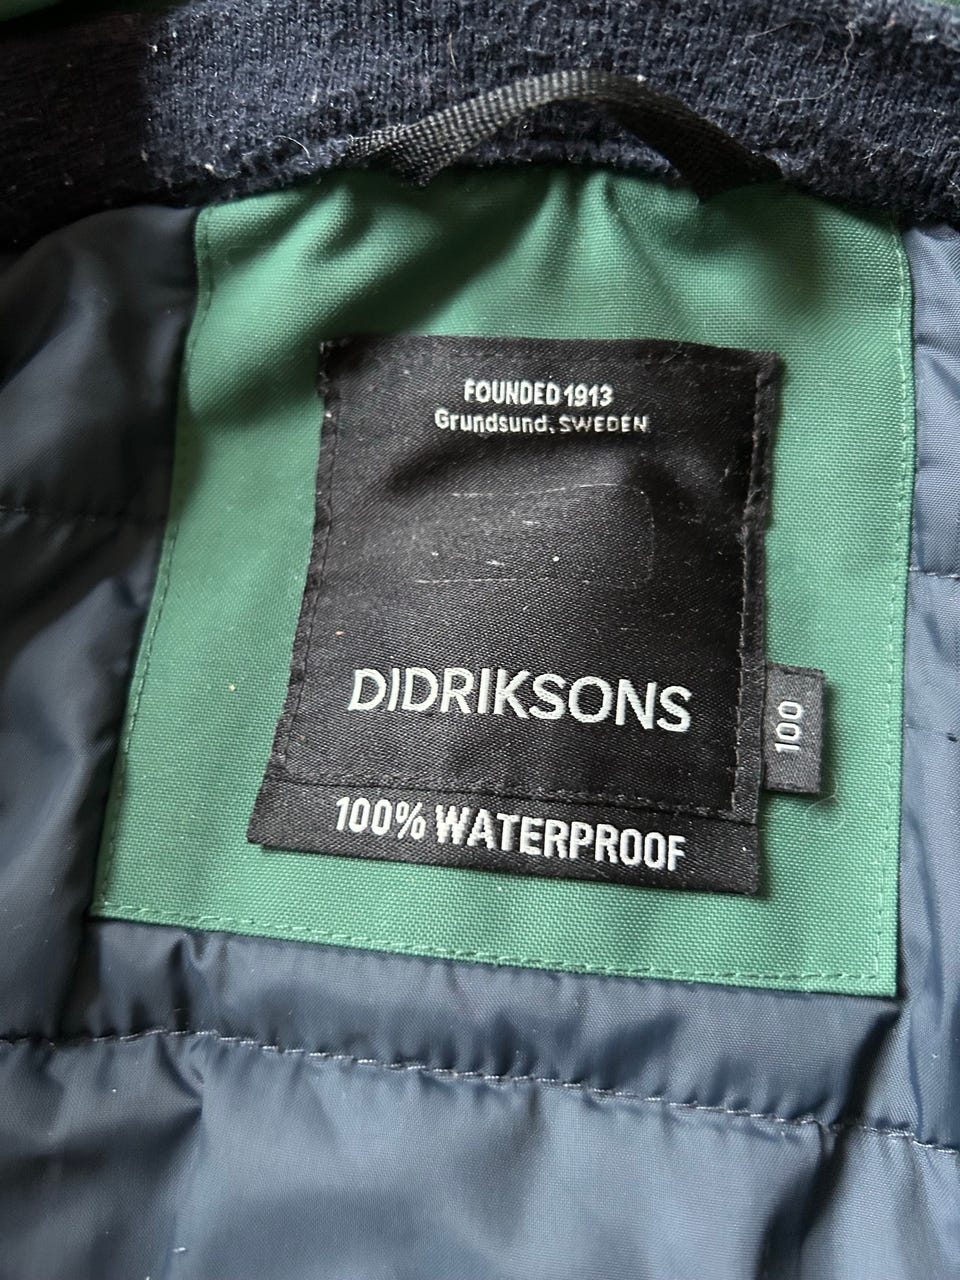 FOUNDED 1913
Grundsund, SWEDEN
DIDRIKSONS
100
100% WATERPROOF